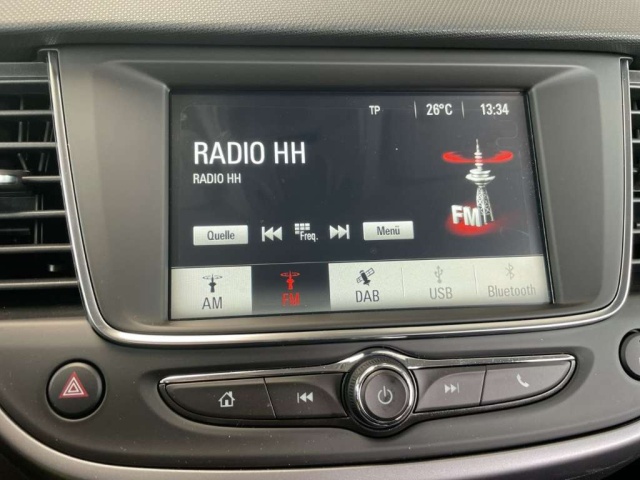 TP 26°C 13:34
RADIO HH
RADIO HH
FM
Quelle Freq. Menü
AM FM DAB USB Bluetooth